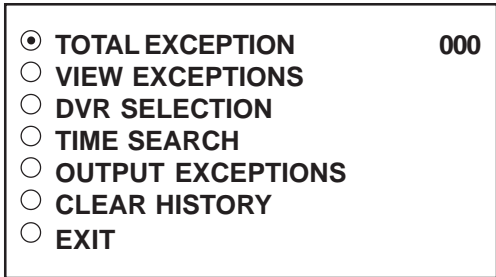 TOTAL EXCEPTION 000
VIEW EXCEPTIONS
DVR SELECTION
TIME SEARCH
OUTPUT EXCEPTIONS
CLEAR HISTORY
EXIT